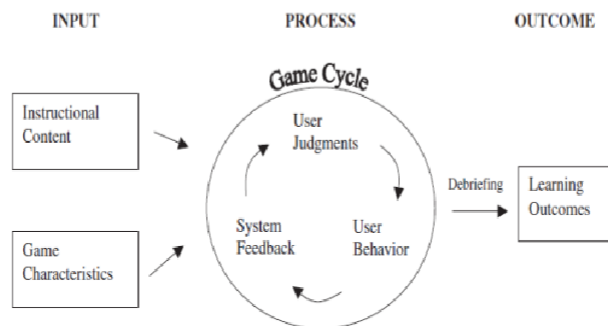 INPUT
PROCESS
OUTCOME
Game Cycle
Instructional
Content
User
Judgments
Debriefing
Learning
Outcomes
System
Feedback
User
Behavior
Game
Characteristics